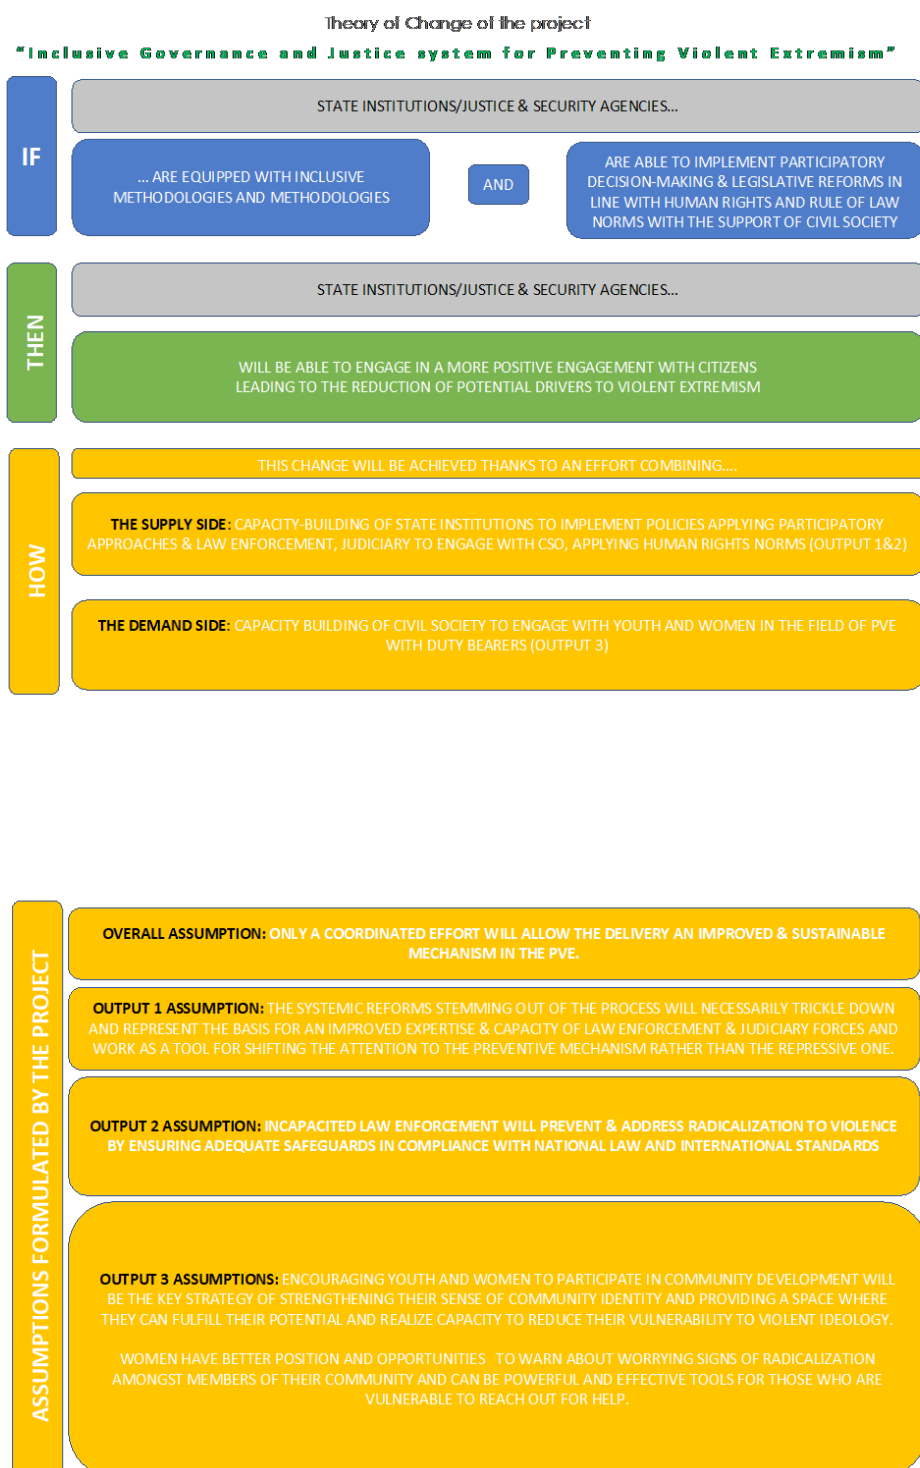 Theory of Change of the project
“Inclusive Governance and Justice system for Preventing Violent Extremism”
IF
STATE INSTITUTIONS/JUSTICE & SECURITY AGENCIES...
... ARE EQUIPPED WITH INCLUSIVE
METHODOLOGIES AND METHODOLOGIES
AND
ARE ABLE TO IMPLEMENT PARTICIPATORY
DECISION-MAKING & LEGISLATIVE REFORMS IN
LINE WITH HUMAN RIGHTS AND RULE OF LAW
NORMS WITH THE SUPPORT OF CIVIL SOCIETY
THEN
STATE INSTITUTIONS/JUSTICE & SECURITY AGENCIES...
WILL BE ABLE TO ENGAGE IN A MORE POSITIVE ENGAGEMENT WITH CITIZENS
LEADING TO THE REDUCTION OF POTENTIAL DRIVERS TO VIOLENT EXTREMISM
HOW
THIS CHANGE WILL BE ACHIEVED THANKS TO AN EFFORT COMBINING....
THE SUPPLY SIDE: CAPACITY-BUILDING OF STATE INSTITUTIONS TO IMPLEMENT POLICIES APPLYING PARTICIPATORY
APPROACHES & LAW ENFORCEMENT, JUDICIARY TO ENGAGE WITH CSO, APPLYING HUMAN RIGHTS NORMS (OUTPUT 1&2)
THE DEMAND SIDE: CAPACITY BUILDING OF CIVIL SOCIETY TO ENGAGE WITH YOUTH AND WOMEN IN THE FIELD OF PVE
WITH DUTY BEARERS (OUTPUT 3)
ASSUMPTIONS FORMULATED BY THE PROJECT
OVERALL ASSUMPTION: ONLY A COORDINATED EFFORT WILL ALLOW THE DELIVERY AN IMPROVED & SUSTAINABLE
MECHANISM IN THE PVE.
OUTPUT 1 ASSUMPTION: THE SYSTEMIC REFORMS STEMMING OUT OF THE PROCESS WILL NECESSARILY TRICKLE DOWN
AND REPRESENT THE BASIS FOR AN IMPROVED EXPERTISE & CAPACITY OF LAW ENFORCEMENT & JUDICIARY FORCES AND
WORK AS A TOOL FOR SHIFTING THE ATTENTION TO THE PREVENTIVE MECHANISM RATHER THAN THE REPRESSIVE ONE.
OUTPUT 2 ASSUMPTION: INCAPACITED LAW ENFORCEMENT WILL PREVENT & ADDRESS RADICALIZATION TO VIOLENCE
BY ENSURING ADEQUATE SAFEGUARDS IN COMPLIANCE WITH NATIONAL LAW AND INTERNATIONAL STANDARDS
OUTPUT 3 ASSUMPTIONS: ENCOURAGING YOUTH AND WOMEN TO PARTICIPATE IN COMMUNITY DEVELOPMENT WILL
BE THE KEY STRATEGY OF STRENGTHENING THEIR SENSE OF COMMUNITY IDENTITY AND PROVIDING A SPACE WHERE
THEY CAN FULFILL THEIR POTENTIAL AND REALIZE CAPACITY TO REDUCE THEIR VULNERABILITY TO VIOLENT IDEOLOGY.
WOMEN HAVE BETTER POSITION AND OPPORTUNITIES TO WARN ABOUT WORRYING SIGNS OF RADICALIZATION
AMONGST MEMBERS OF THEIR COMMUNITY AND CAN BE POWERFUL AND EFFECTIVE TOOLS FOR THOSE WHO ARE
VULNERABLE TO REACH OUT FOR HELP.